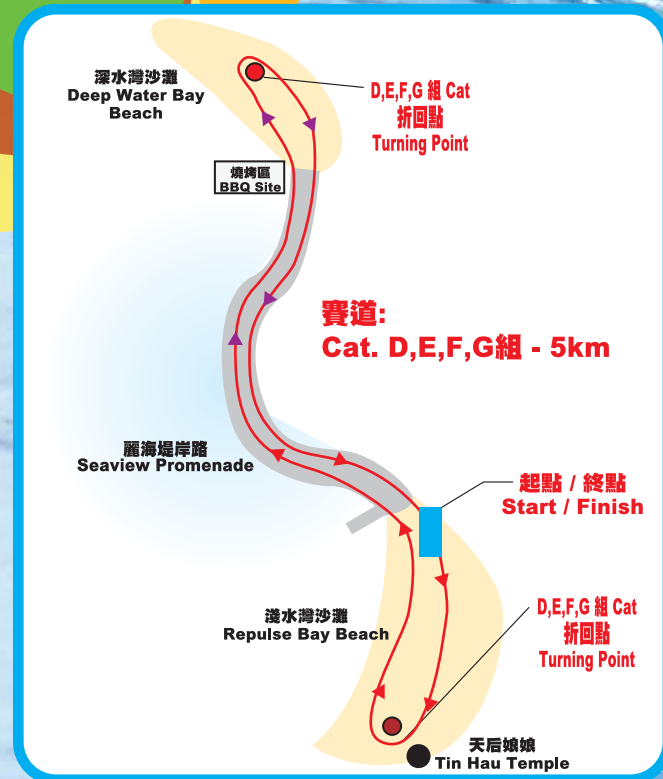 深水灣沙灘
Deep Water Bay
Beach
D,E,F,G 組 Cat
折回點
Turning Point
燒烤區
BBQ Site
賽道:
Cat. D,E,F,G組 - 5km
麗海堤岸路
Seaview Promenade
起點 / 終點
Start / Finish
淺水灣沙灘
Repulse Bay Beach
D,E,F,G 組 Cat
折回點
Turning Point
天后娘娘
Tin Hau Temple